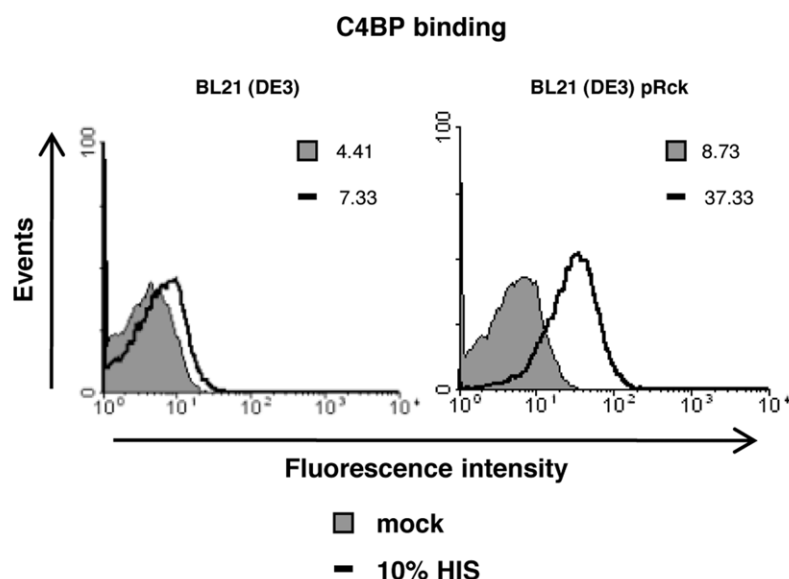 C4BP binding
BL21 (DE3)
BL21 (DE3) pRck
Events
100
4.41
7.33
0
10⁰ 10¹ 10² 10³ 10⁴
100
8.73
37.33
0
10⁰ 10¹ 10² 10³ 10⁴
Fluorescence intensity
mock
10% HIS